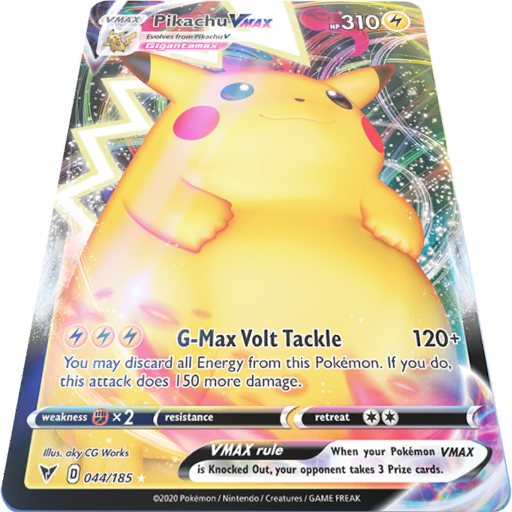 VMAX
Pikachu VMAX
HP 310
Evolves from Pikachu V
Gigantamax
G-Max Volt Tackle 120+
You may discard all Energy from this Pokémon. If you do,
this attack does 150 more damage.
weakness ×2 resistance retreat
Illus. aky CG Works
VMAX rule When your Pokémon VMAX
is Knocked Out, your opponent takes 3 Prize cards.
D 044/185
©2020 Pokémon / Nintendo / Creatures / GAME FREAK